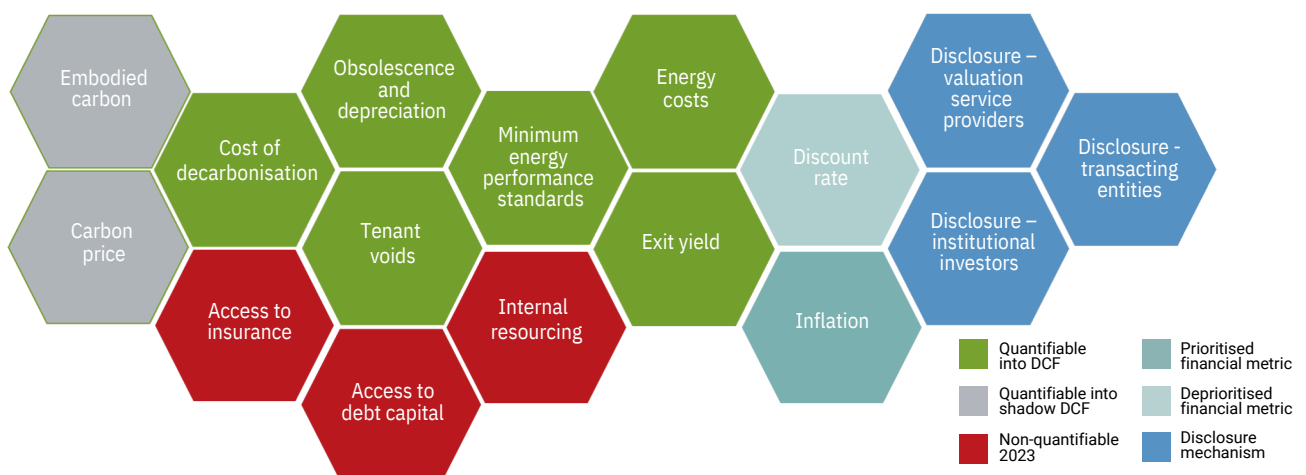 Embodied
carbon
Carbon
price
Cost of
decarbonisation
Access to
insurance
Obsolescence
and
depreciation
Tenant
voids
Access to
debt capital
Minimum
energy
performance
standards
Internal
resourcing
Energy
costs
Exit yield
Discount
rate
Inflation
Disclosure –
valuation
service
providers
Disclosure –
institutional
investors
Disclosure -
transacting
entities
Quantifiable
into DCF
Quantifiable into
shadow DCF
Non-quantifiable
2023
Prioritised
financial metric
Deprioritised
financial metric
Disclosure
mechanism